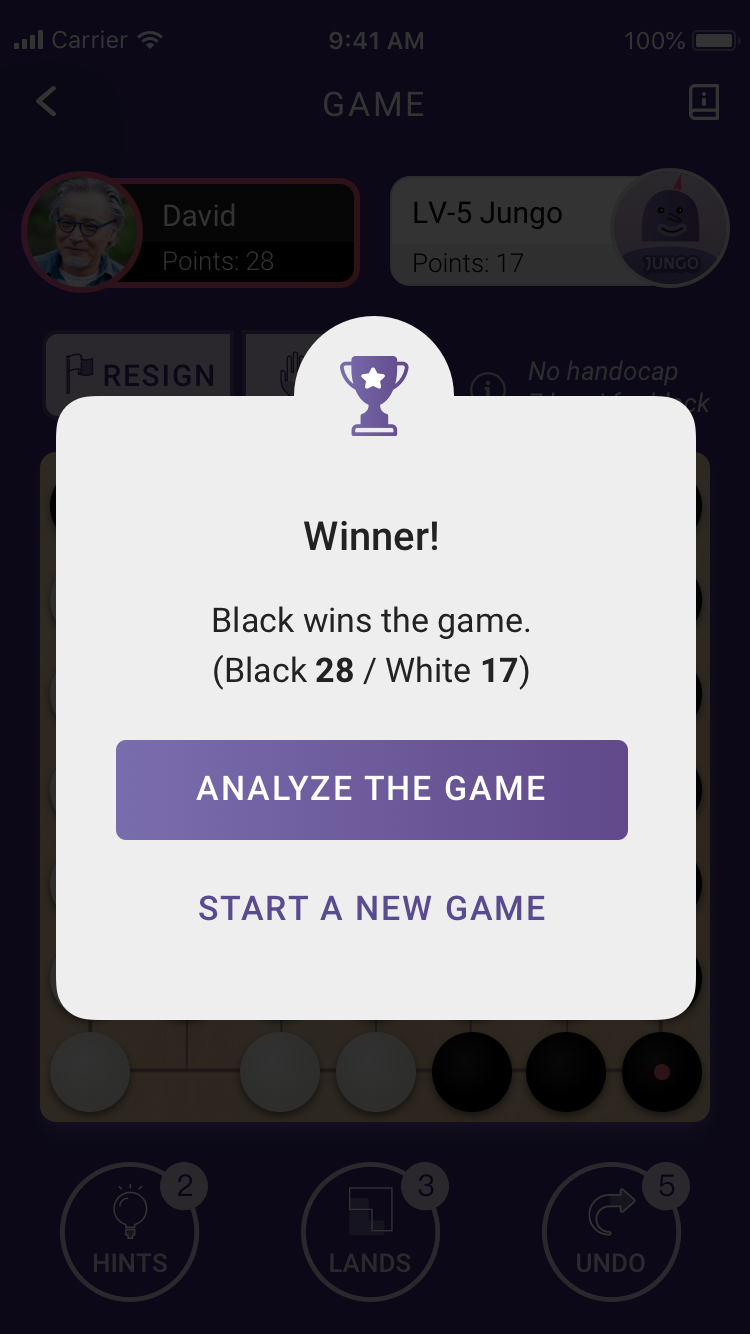 Carrier 9:41 AM 100%
GAME
David
Points: 28
LV-5 Jungo
Points: 17
JUNGO
RESIGN
No handocap
Winner!
Black wins the game.
(Black 28 / White 17)
ANALYZE THE GAME
START A NEW GAME
2
HINTS
3
LANDS
5
UNDO